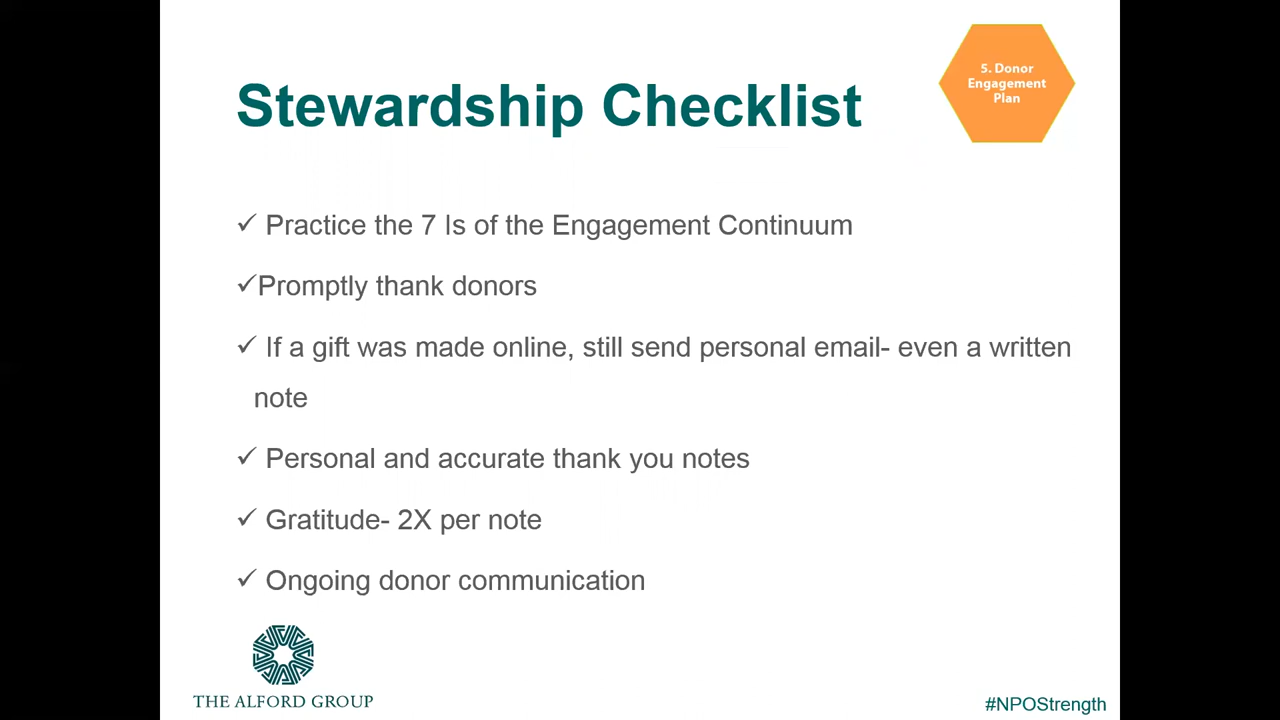 Stewardship Checklist
5. Donor
Engagement
Plan
✓ Practice the 7 Is of the Engagement Continuum
✓Promptly thank donors
✓ If a gift was made online, still send personal email- even a written
note
✓ Personal and accurate thank you notes
✓ Gratitude- 2X per note
✓ Ongoing donor communication
THE ALFORD GROUP
#NPOStrength